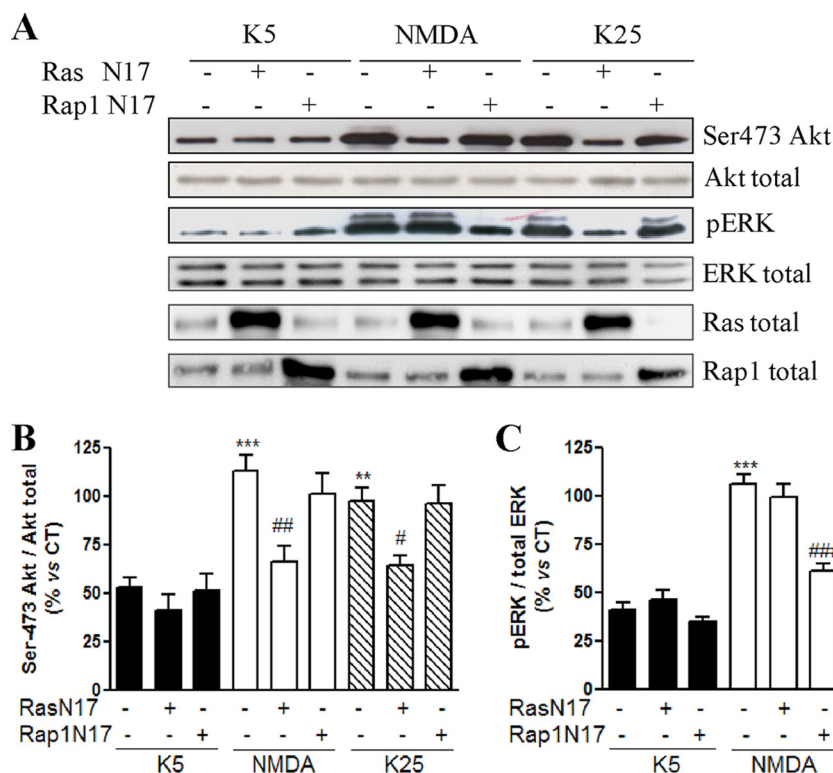 A
K5 NMDA K25
Ras N17 - + - - + - - + -
Rap1 N17 - - + - - + - - +
Ser473 Akt
Akt total
pERK
ERK total
Ras total
Rap1 total
B
Ser-473 Akt / Akt total
(% vs CT)
125
100
75
50
25
0
***
##
**
#
RasN17 - + - - + - - + -
Rap1N17 - - + - - + - - +
K5 NMDA K25
C
pERK / total ERK
(% vs CT)
125
100
75
50
25
0
***
###
RasN17 - + - - + -
Rap1N17 - - + - - +
K5 NMDA